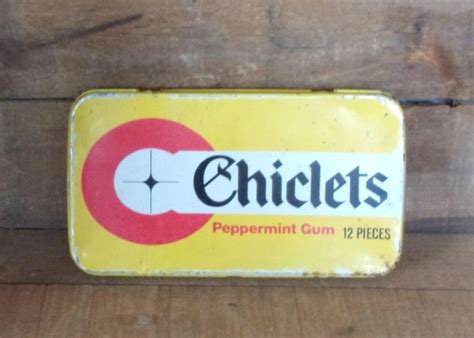 Chiclets
Peppermint Gum 12 PIECES